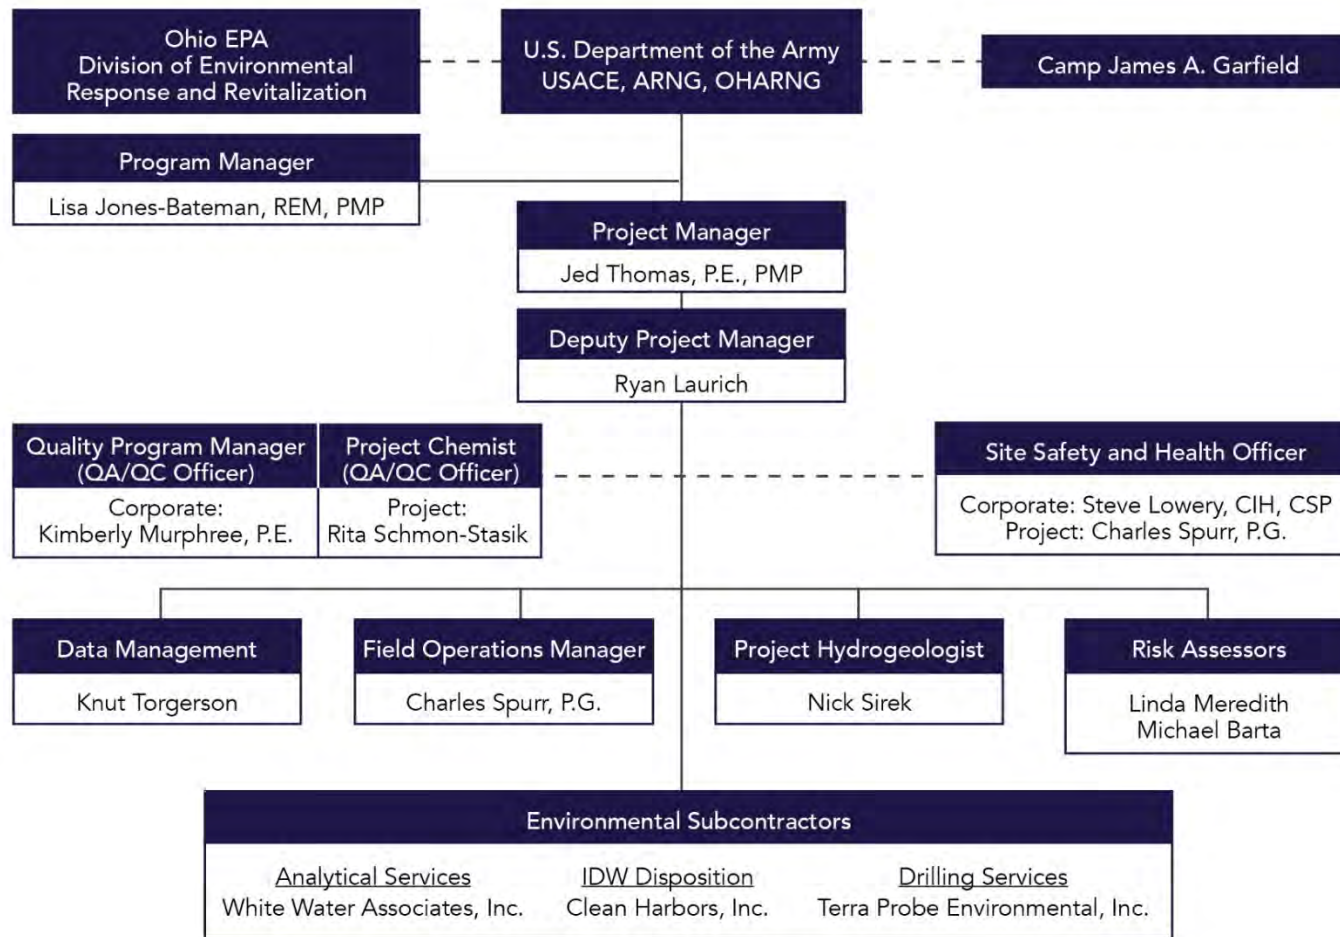 Ohio EPA
Division of Environmental
Response and Revitalization
U.S. Department of the Army
USACE, ARNG, OHARNG
Camp James A. Garfield
Program Manager
Lisa Jones-Bateman, REM, PMP
Project Manager
Jed Thomas, P.E., PMP
Deputy Project Manager
Ryan Laurich
Quality Program Manager
(QA/QC Officer)
Corporate:
Kimberly Murphree, P.E.
Project Chemist
(QA/QC Officer)
Project:
Rita Schmon-Stasik
Site Safety and Health Officer
Corporate: Steve Lowery, CIH, CSP
Project: Charles Spurr, P.G.
Data Management
Knut Torgerson
Field Operations Manager
Charles Spurr, P.G.
Project Hydrogeologist
Nick Sirek
Risk Assessors
Linda Meredith
Michael Barta
Environmental Subcontractors
Analytical Services
White Water Associates, Inc.
IDW Disposition
Clean Harbors, Inc.
Drilling Services
Terra Probe Environmental, Inc.